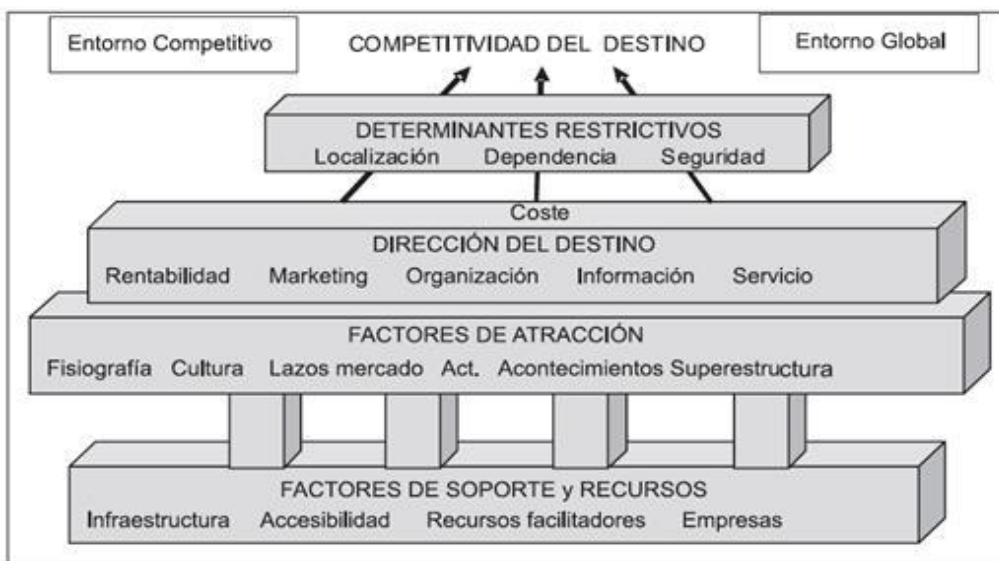 Entorno Competitivo
COMPETITIVIDAD DEL DESTINO
Entorno Global
DETERMINANTES RESTRICTIVOS
Localización Dependencia Seguridad
Coste
DIRECCIÓN DEL DESTINO
Rentabilidad Marketing Organización Información Servicio
FACTORES DE ATRACCIÓN
Fisiografía Cultura Lazos mercado Act. Acontecimientos Superestructura
FACTORES DE SOPORTE y RECURSOS
Infraestructura Accesibilidad Recursos facilitadores Empresas